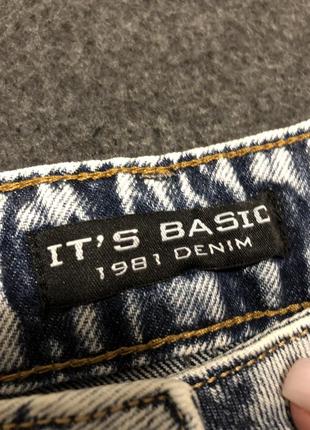 IT'S BASIC
1981 DENIM